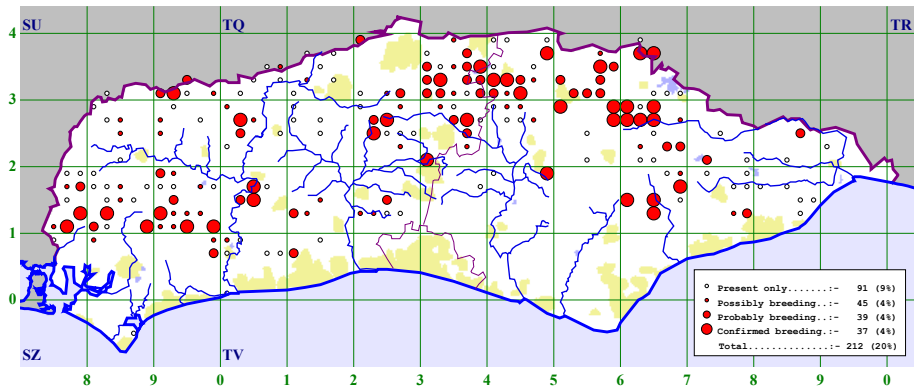 SU TQ TR
4
3
2
1
0
Present only.......:- 91 (9%)
Possibly breeding..:- 45 (4%)
Probably breeding..:- 39 (4%)
Confirmed breeding.:- 37 (4%)
Total.............:- 212 (20%)
SZ TV
8 9 0 1 2 3 4 5 6 7 8 9 0